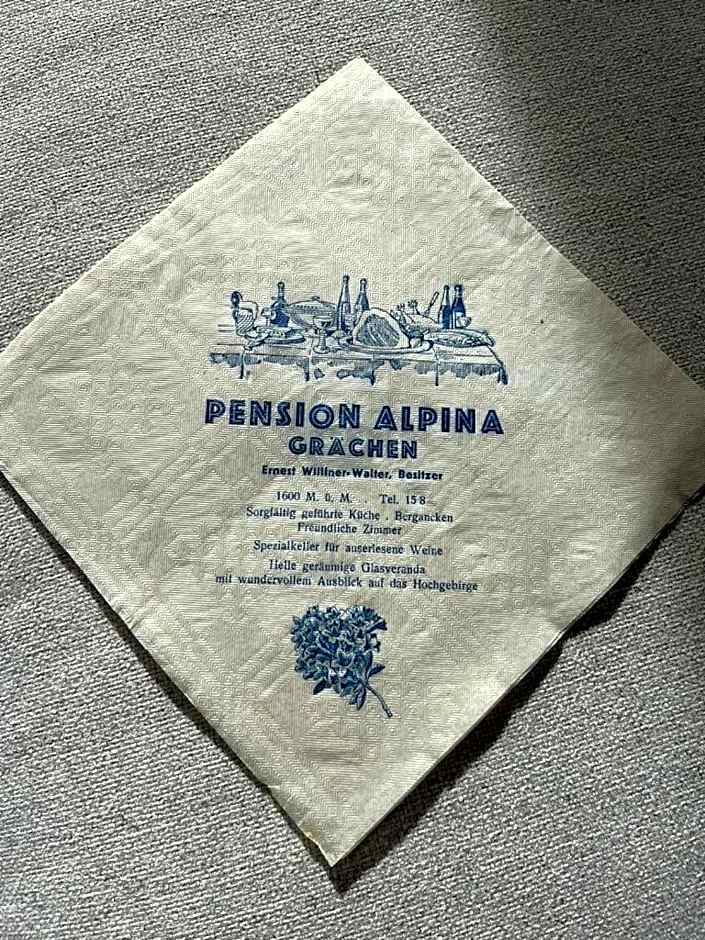 PENSION ALPINA
GRÄCHEN
Ernest Willfner-Walter, Besitzer
1600 M. ü. M. . Tel. 158
Sorgfältig geführte Küche . Bergancken
Freundliche Zimmer
Spezialkeller für auserlesene Weine
Helle geräumige Glasveranda
mit wundervollem Ausblick auf das Hochgebirge